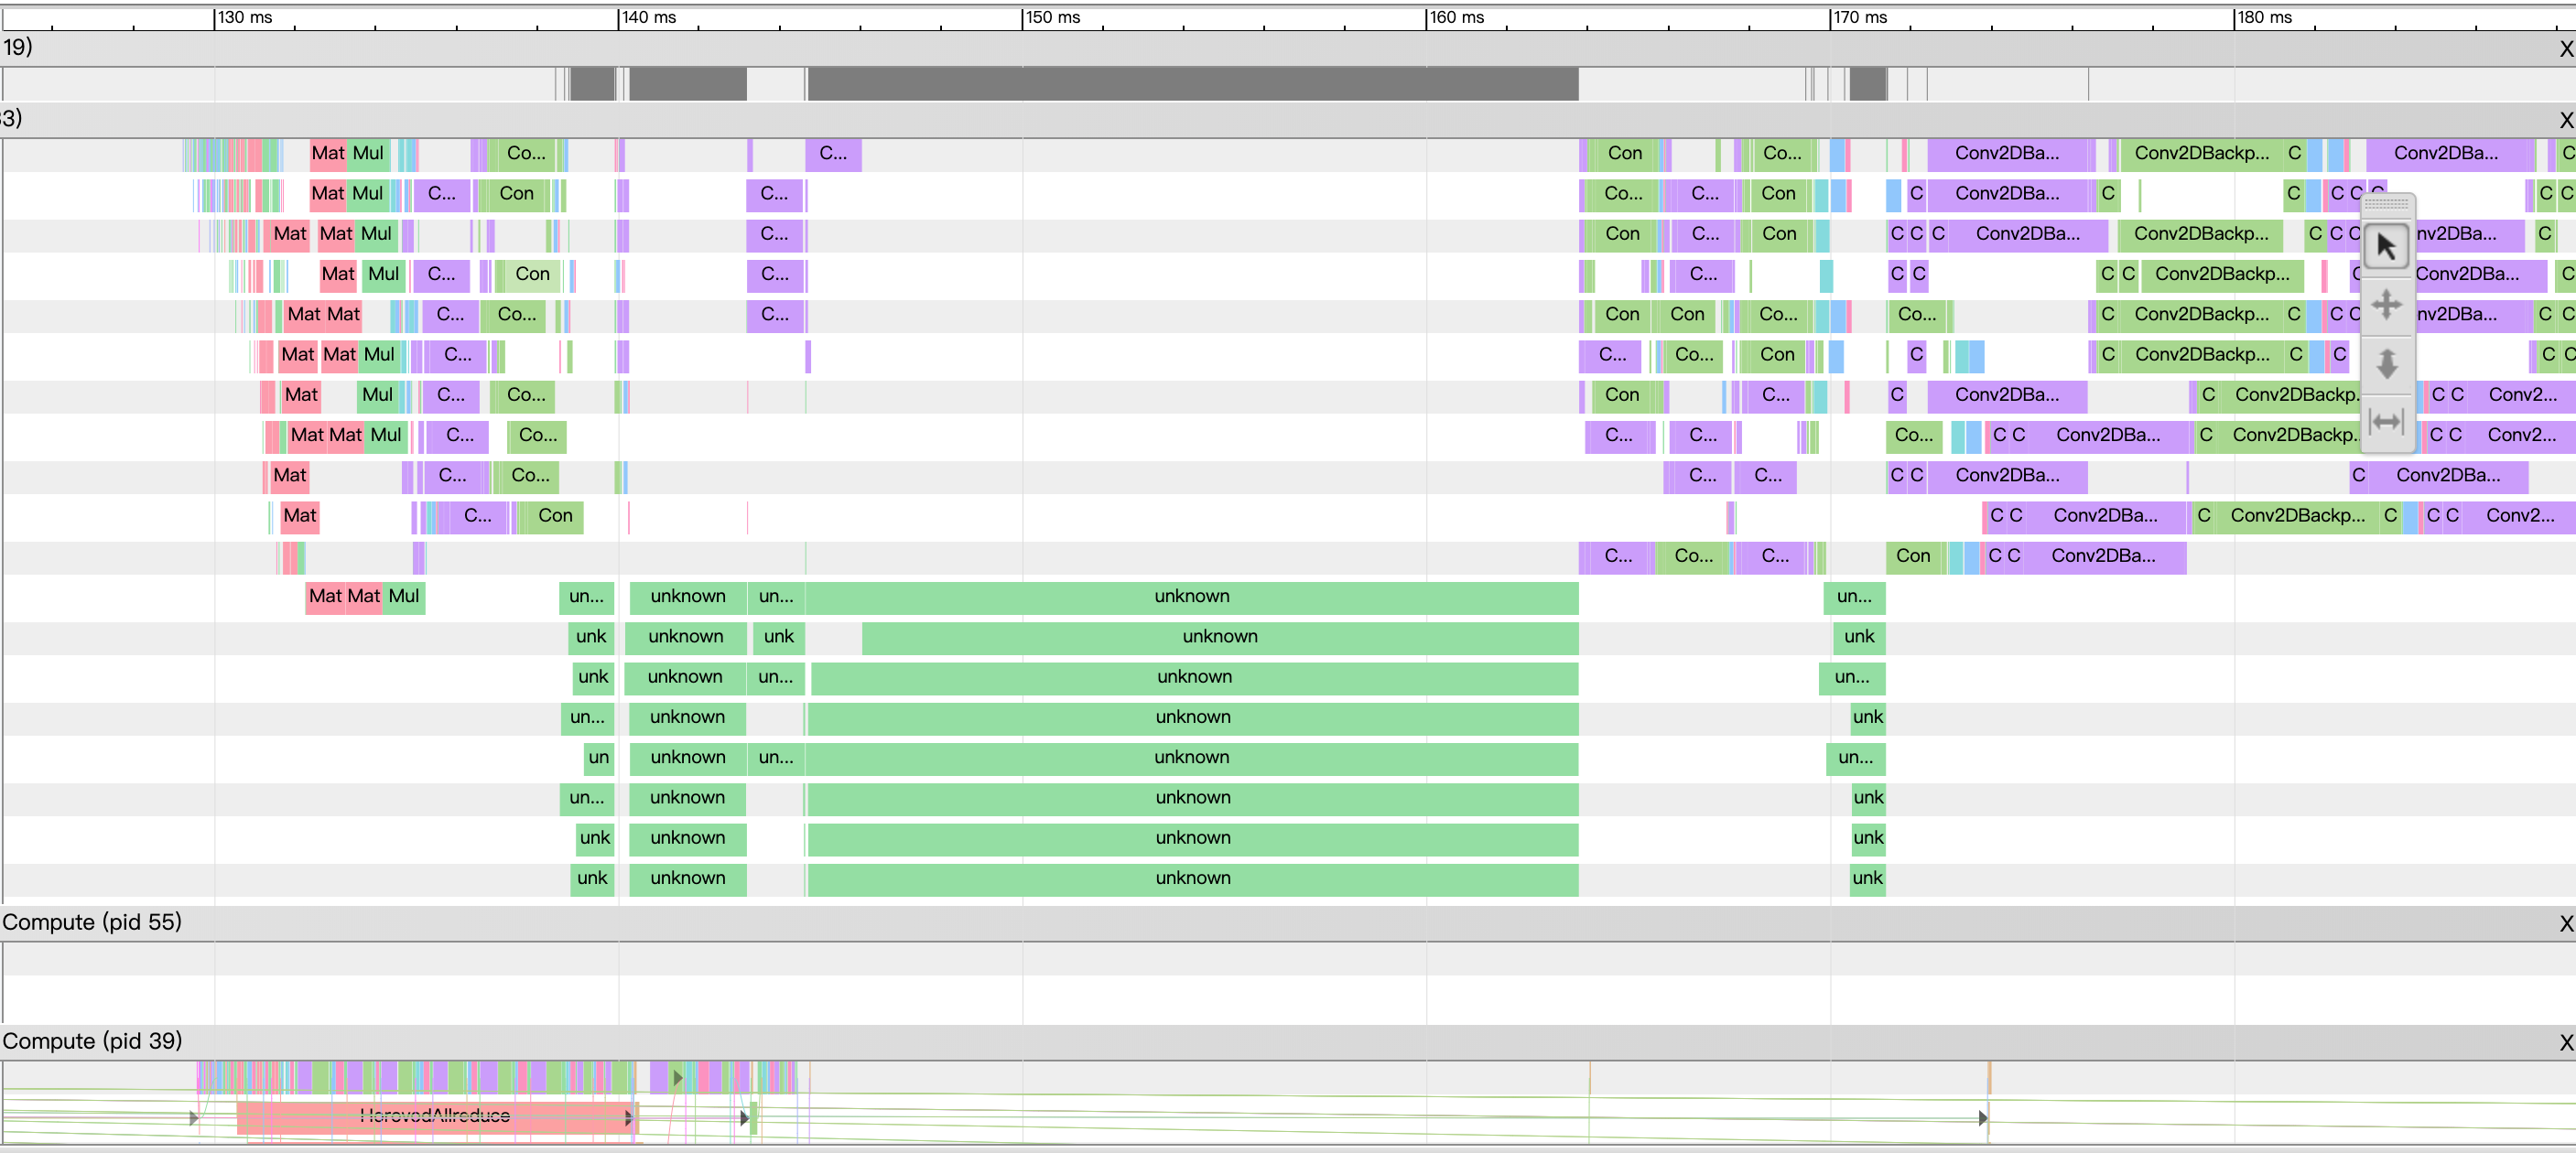 130 ms 140 ms 150 ms 160 ms 170 ms 180 ms
19) X
33) X
Mat Mul Co... C... Con Co... Conv2DBa... Conv2DBackp... C Conv2DBa... C
Mat Mul C... Con C... Co... C... Con C Conv2DBa... C C C C C C C
Mat Mat Mul C... Con C... Con C C C Conv2DBa... Conv2DBackp... C C C nv2DBa... C
Mat Mul C... Con C... C... C C C C Conv2DBackp... C Conv2DBa... C
Mat Mat C... Co... C... Con Con Co... Co... C Conv2DBackp... C C C nv2DBa... C C
Mat Mat Mul C... C... Co... Con C C Conv2DBackp... C C C C
Mat Mul C... Co... Con C... C Conv2DBa... C Conv2DBackp. C C Conv2...
Mat Mat Mul C... Co... C... C... Co... C C Conv2DBa... C Conv2DBackp. C C Conv2...
Mat C... Co... C... C... C C Conv2DBa... C Conv2DBa...
Mat C... Con C C Conv2DBa... C Conv2DBackp... C C C Conv2...
C... Co... C... Con C C Conv2DBa...
Mat Mat Mul un... unknown un... unknown un...
unk unknown unk unknown unk
unk unknown un... unknown un...
un... unknown unknown unk
un unknown un... unknown un...
un... unknown unknown unk
unk unknown unknown unk
unk unknown unknown unk
Compute (pid 55) X
Compute (pid 39) X
HorovodAllreduce